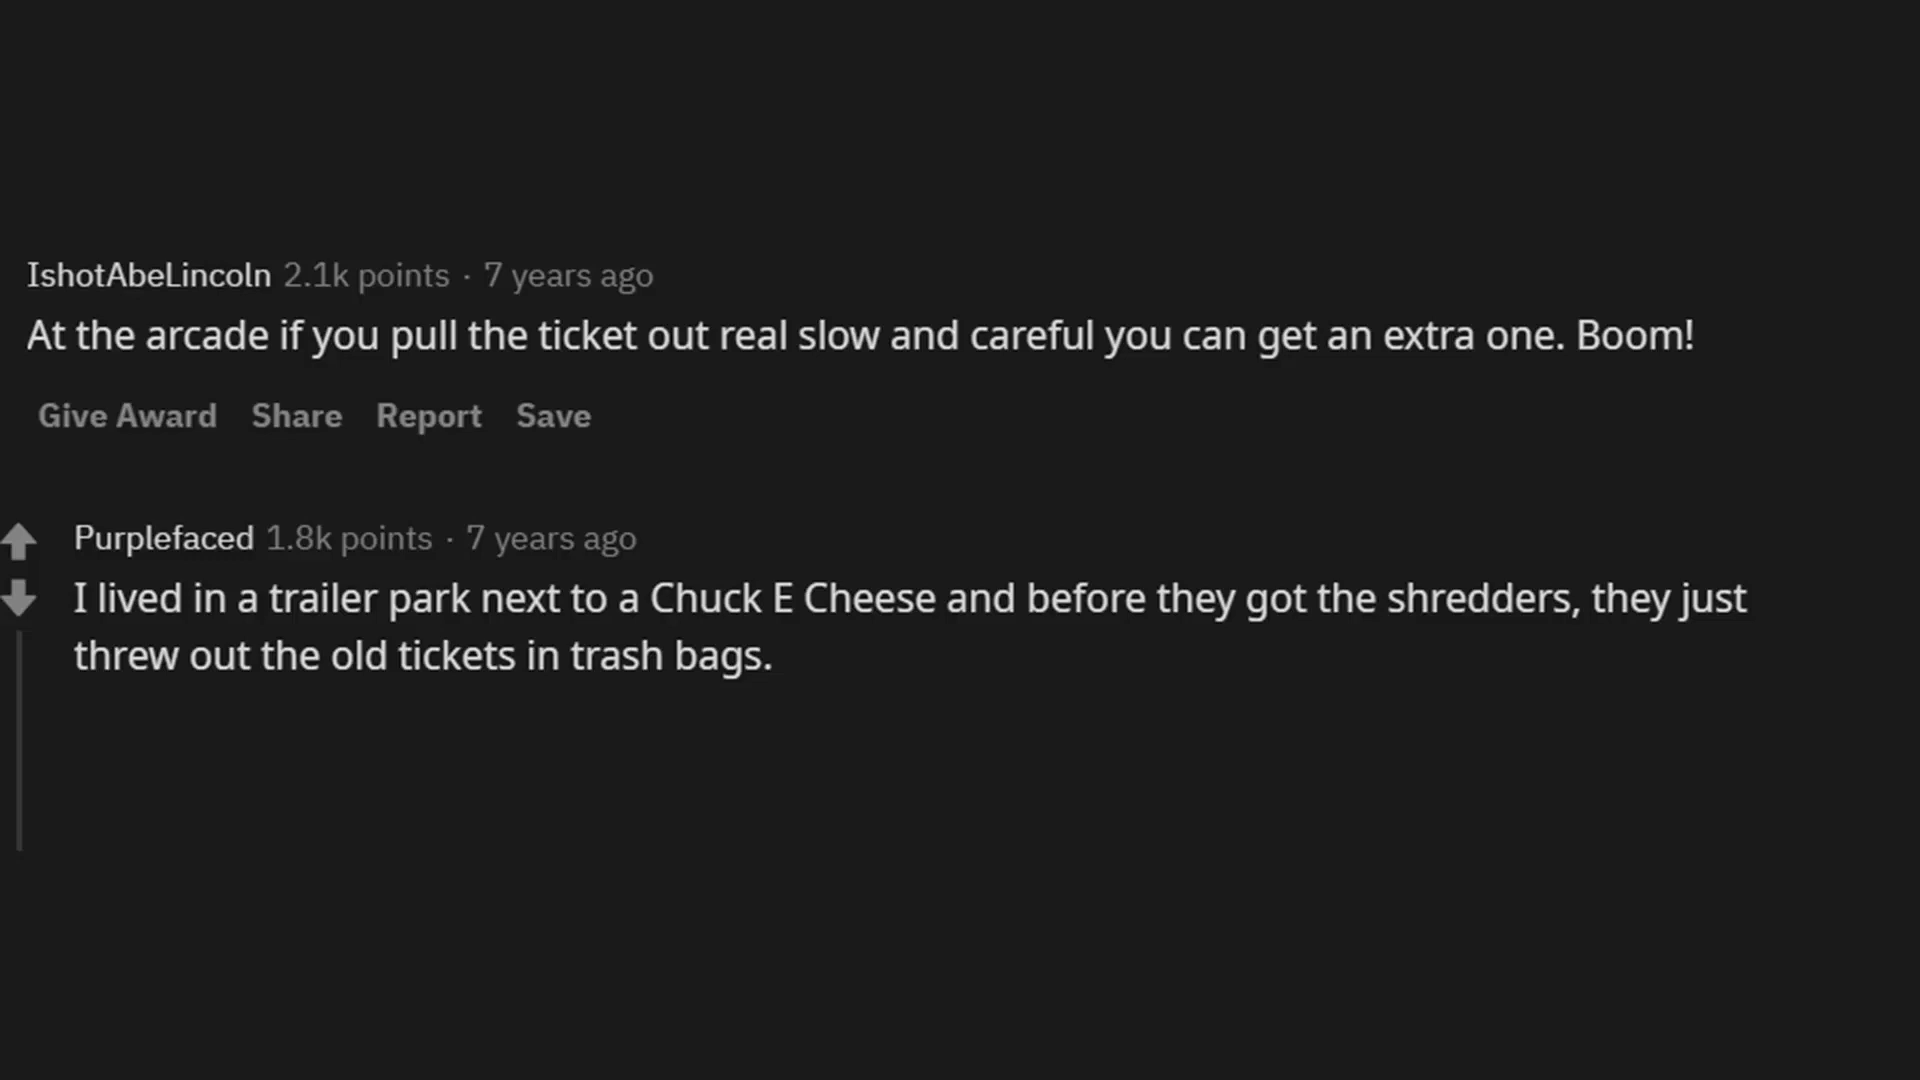 IshotAbeLincoln 2.1k points · 7 years ago
At the arcade if you pull the ticket out real slow and careful you can get an extra one. Boom!
Give Award Share Report Save
Purplefaced 1.8k points · 7 years ago
I lived in a trailer park next to a Chuck E Cheese and before they got the shredders, they just
threw out the old tickets in trash bags.